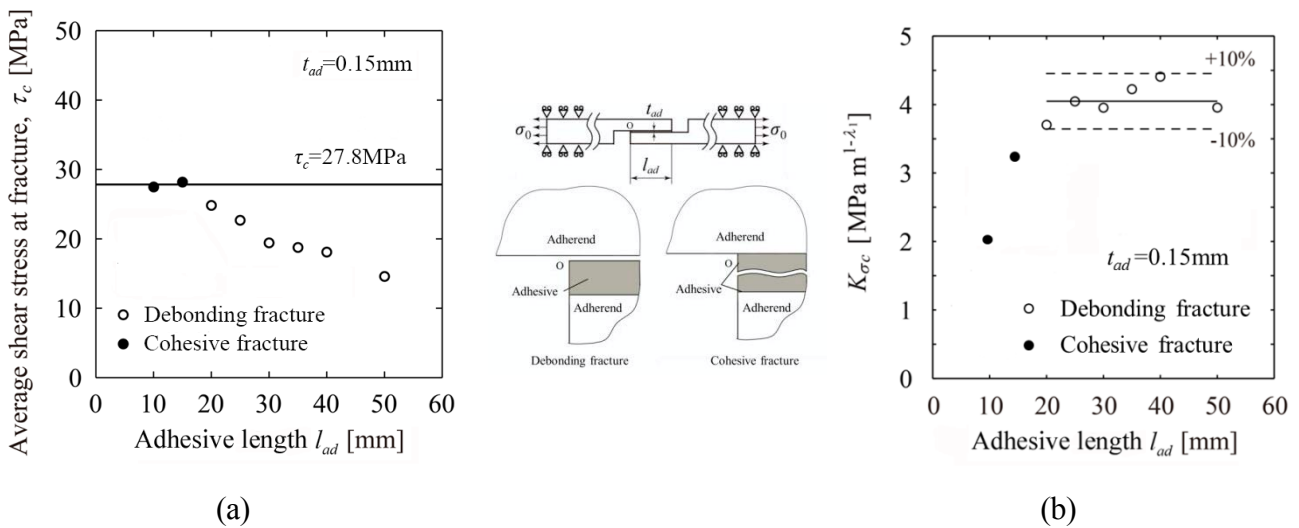 Average shear stress at fracture, τc [MPa]
50
40
30
20
10
0
tad=0.15mm
τc=27.8MPa
Debonding fracture
Cohesive fracture
0 10 20 30 40 50 60
Adhesive length lad [mm]
(a)
tad
σ0
O
σ0
lad
Adherend
O
Adhesive
Adherend
Debonding fracture
Adherend
O
Adhesive
Adherend
Cohesive fracture
Kσc [MPa m^1-λ1]
5
4
3
2
1
0
+10%
-10%
tad=0.15mm
Debonding fracture
Cohesive fracture
0 10 20 30 40 50 60
Adhesive length lad [mm]
(b)